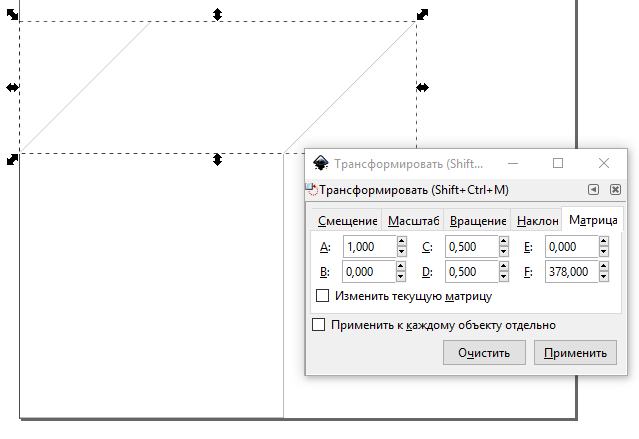 Трансформировать (Shift...
Трансформировать (Shift+Ctrl+M)
Смещение Масштаб Вращение Наклон Матрица
A: 1,000 C: 0,500 E: 0,000
B: 0,000 D: 0,500 F: 378,000
Изменить текущую матрицу
Применить к каждому объекту отдельно
Очистить Применить